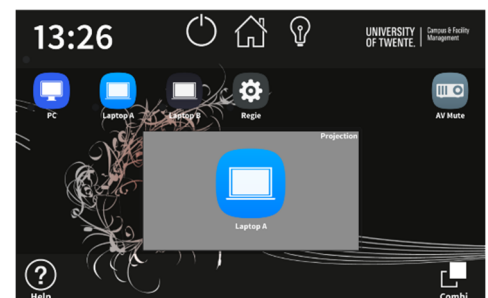 13:26
UNIVERSITY
OF TWENTE.
Campus & Facility
Management
PC
Laptop A
Laptop B
Regie
AV Mute
Projection
Laptop A
?
Help
Combi